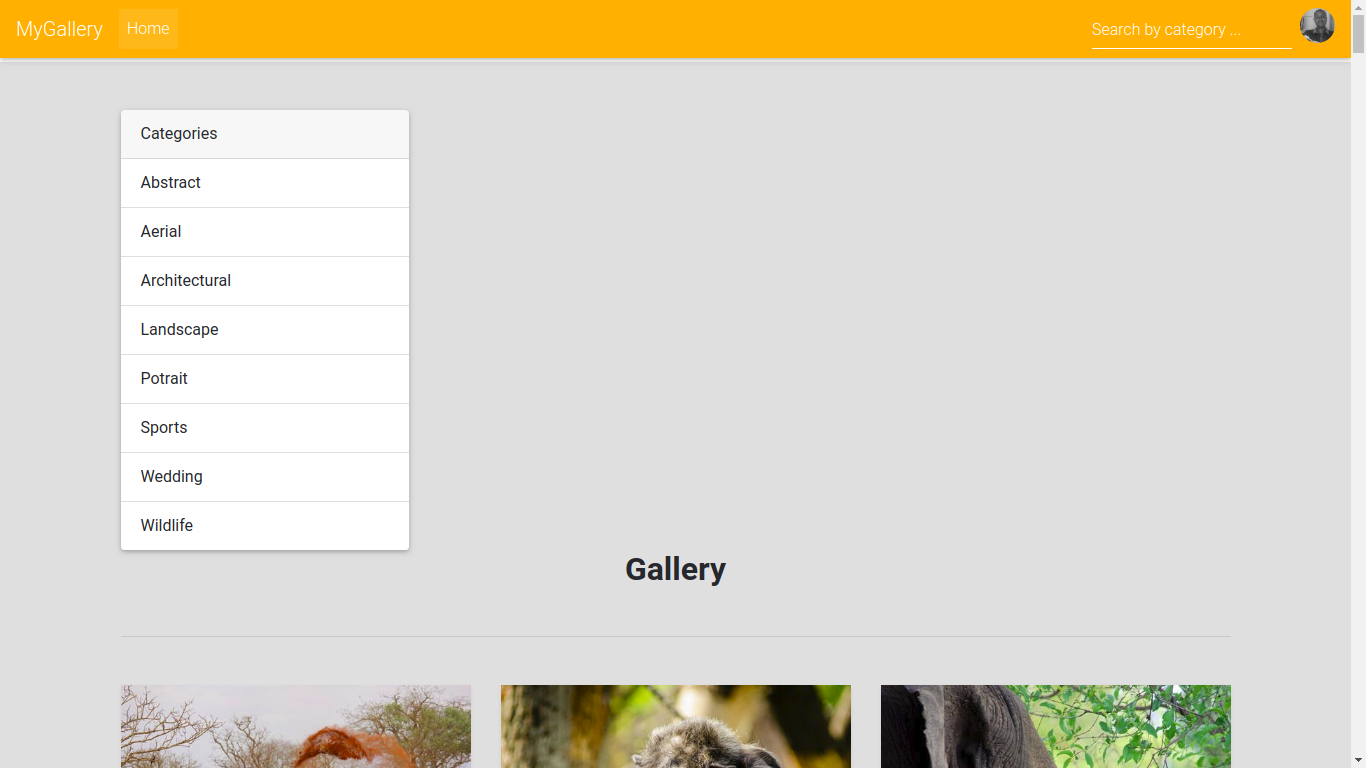 MyGallery Home Search by category ...
Categories
Abstract
Aerial
Architectural
Landscape
Potrait
Sports
Wedding
Wildlife
Gallery